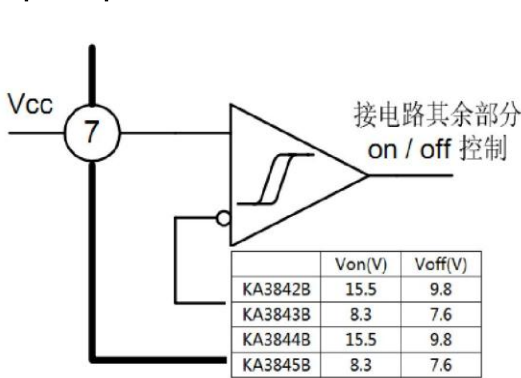 Vcc
7
接电路其余部分
on / off 控制
Von(V) Voff(V)
KA3842B 15.5 9.8
KA3843B 8.3 7.6
KA3844B 15.5 9.8
KA3845B 8.3 7.6